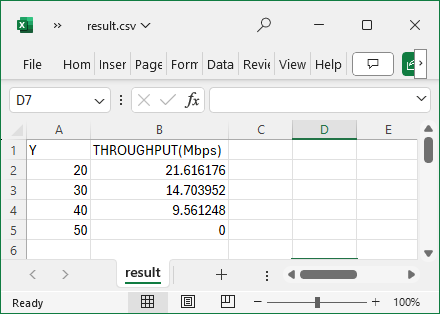 result.csv
File Hom Inser Page Form Data Revie View Help
D7 fx
A B C D E
1 Y THROUGHPUT(Mbps)
2 20 21.616176
3 30 14.703952
4 40 9.561248
5 50 0
6
result
Ready 100%